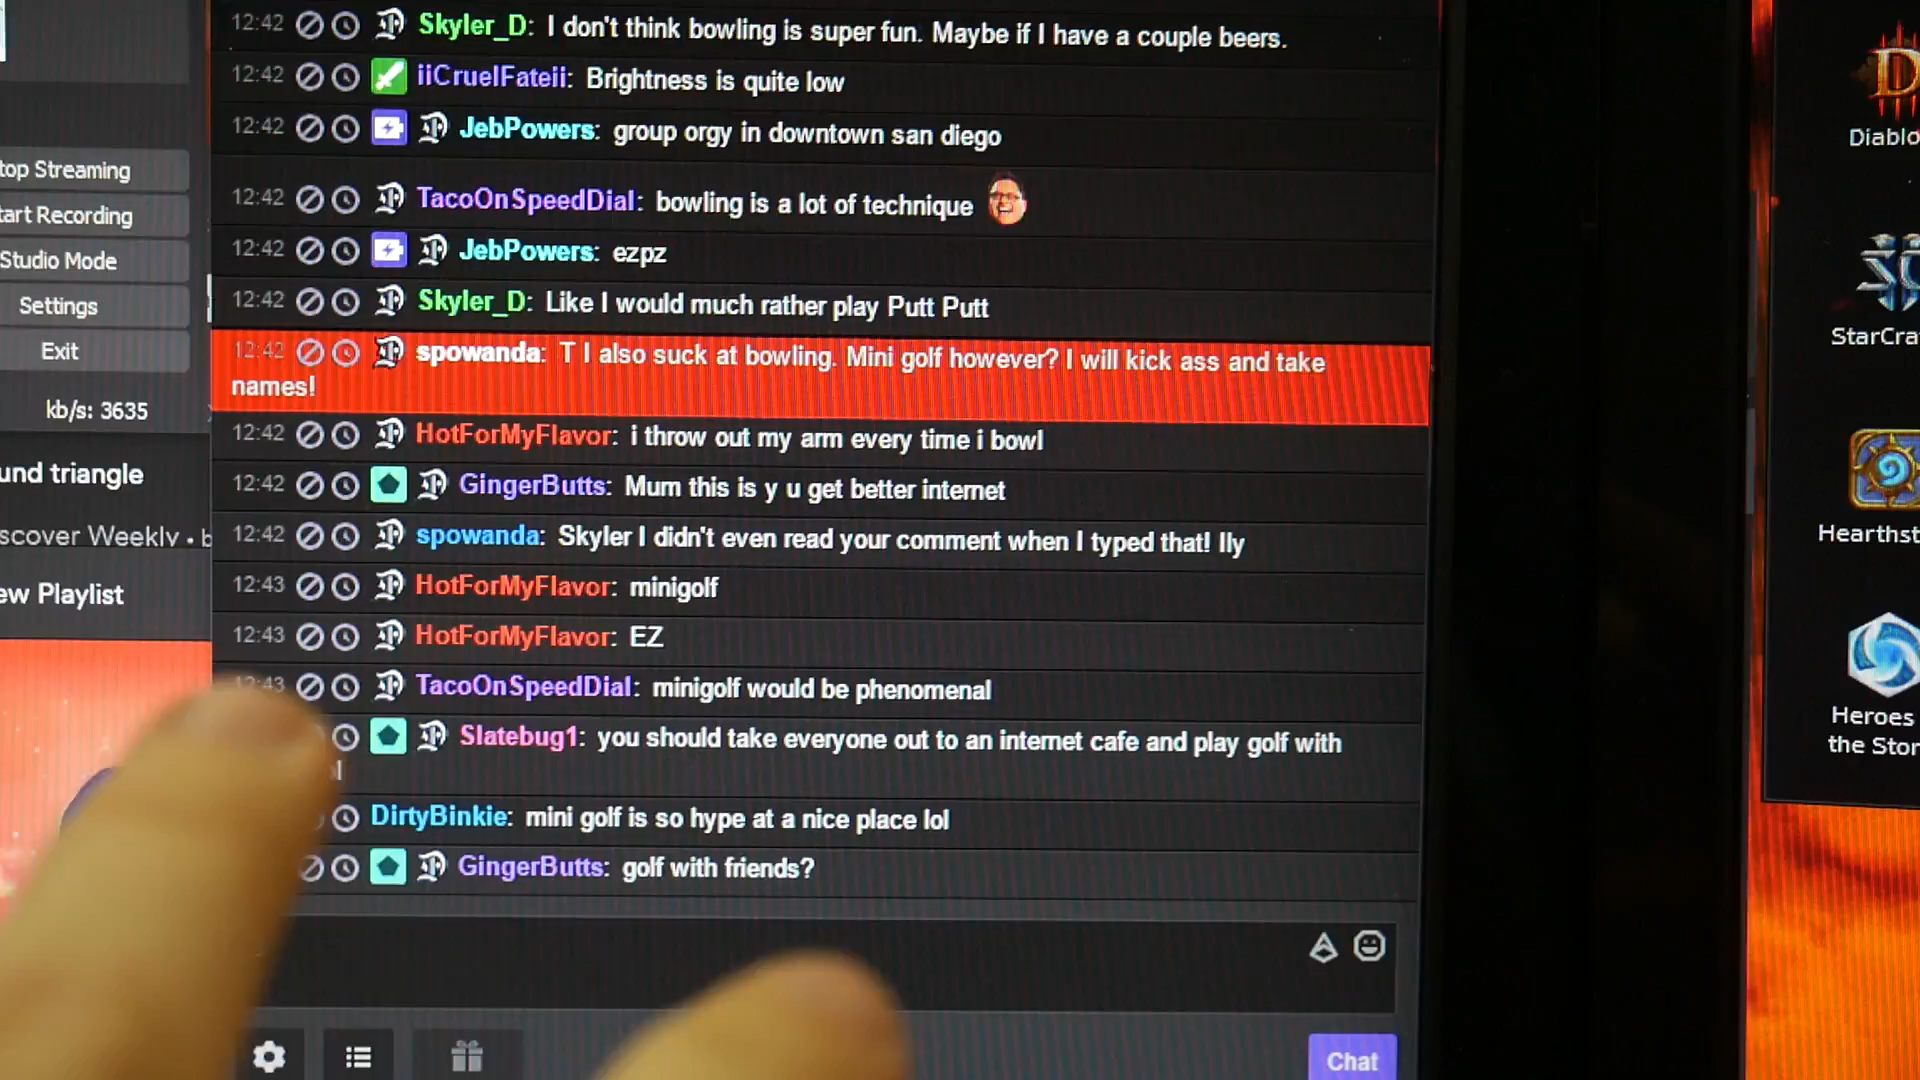 12:42 Skyler_D: I don't think bowling is super fun. Maybe if I have a couple beers.
12:42 iiCruelFateii: Brightness is quite low
12:42 JebPowers: group orgy in downtown san diego
12:42 TacoOnSpeedDial: bowling is a lot of technique
12:42 JebPowers: ezpz
12:42 Skyler_D: Like I would much rather play Putt Putt
12:42 spowanda: T I also suck at bowling. Mini golf however? I will kick ass and take
names!
12:42 HotForMyFlavor: i throw out my arm every time i bowl
12:42 GingerButts: Mum this is y u get better internet
12:42 spowanda: Skyler I didn't even read your comment when I typed that! Ily
12:43 HotForMyFlavor: minigolf
12:43 HotForMyFlavor: EZ
12:43 TacoOnSpeedDial: minigolf would be phenomenal
Slatebug1: you should take everyone out to an internet cafe and play golf with
DirtyBinkie: mini golf is so hype at a nice place lol
GingerButts: golf with friends?
Chat
top Streaming
tart Recording
Studio Mode
Settings
Exit
kb/s: 3635
und triangle
scover Weekly • b
ew Playlist
Diablo
StarCra
Hearthst
Heroes
the Stor